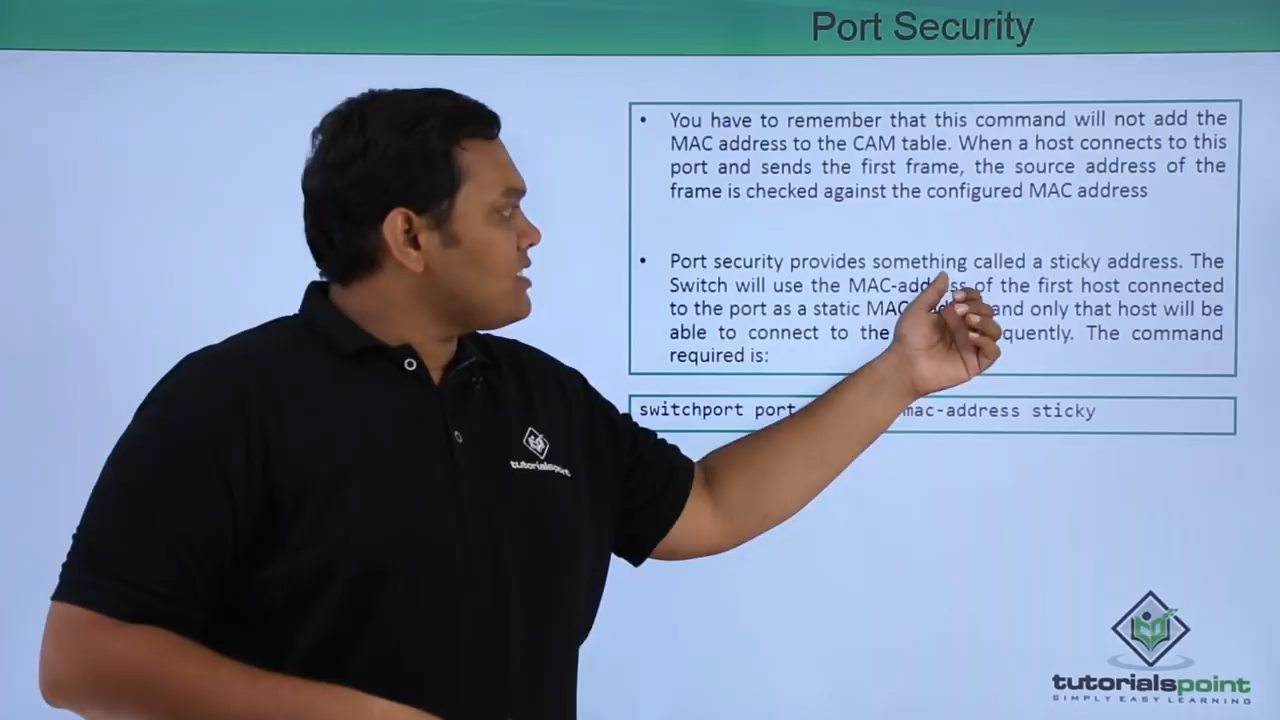 Port Security
• You have to remember that this command will not add the
MAC address to the CAM table. When a host connects to this
port and sends the first frame, the source address of the
frame is checked against the configured MAC address
• Port security provides something called a sticky address. The
Switch will use the MAC-address of the first host connected
to the port as a static MAC and only that host will be
able to connect to the quently. The command
required is:
switchport port mac-address sticky
tutorialspoint
tutorialspoint
SIMPLY EASY LEARNING